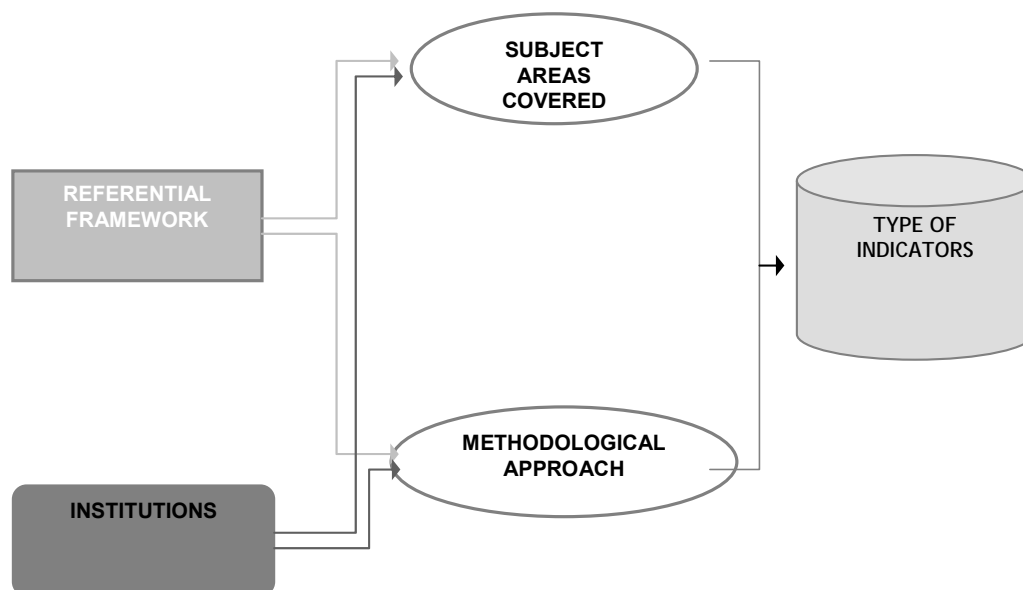 SUBJECT
AREAS
COVERED
REFERENTIAL
FRAMEWORK
TYPE OF
INDICATORS
METHODOLOGICAL
APPROACH
INSTITUTIONS